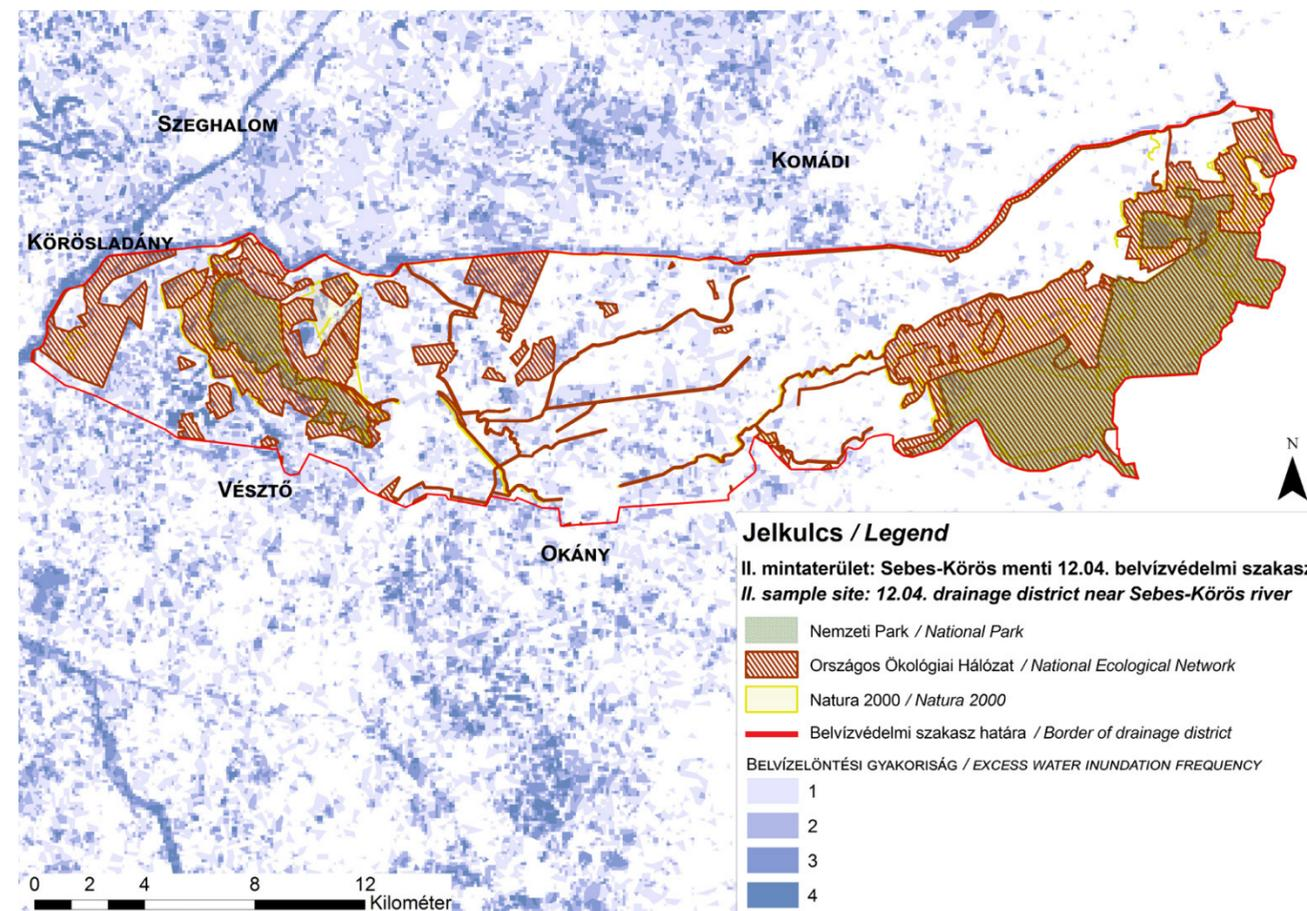 SZEGHALOM
KOMÁDI
KÖRÖSLADÁNY
VÉSZTŐ
OKÁNY
N
Jelkulcs / Legend
II. mintaterület: Sebes-Körös menti 12.04. belvízvédelmi szakasz
II. sample site: 12.04. drainage district near Sebes-Körös river
Nemzeti Park / National Park
Országos Ökológiai Hálózat / National Ecological Network
Natura 2000 / Natura 2000
Belvízvédelmi szakasz határa / Border of drainage district
BELVÍZELÖNTÉSI GYAKORISÁG / EXCESS WATER INUNDATION FREQUENCY
1
2
3
4
0 2 4 8 12
Kilométer